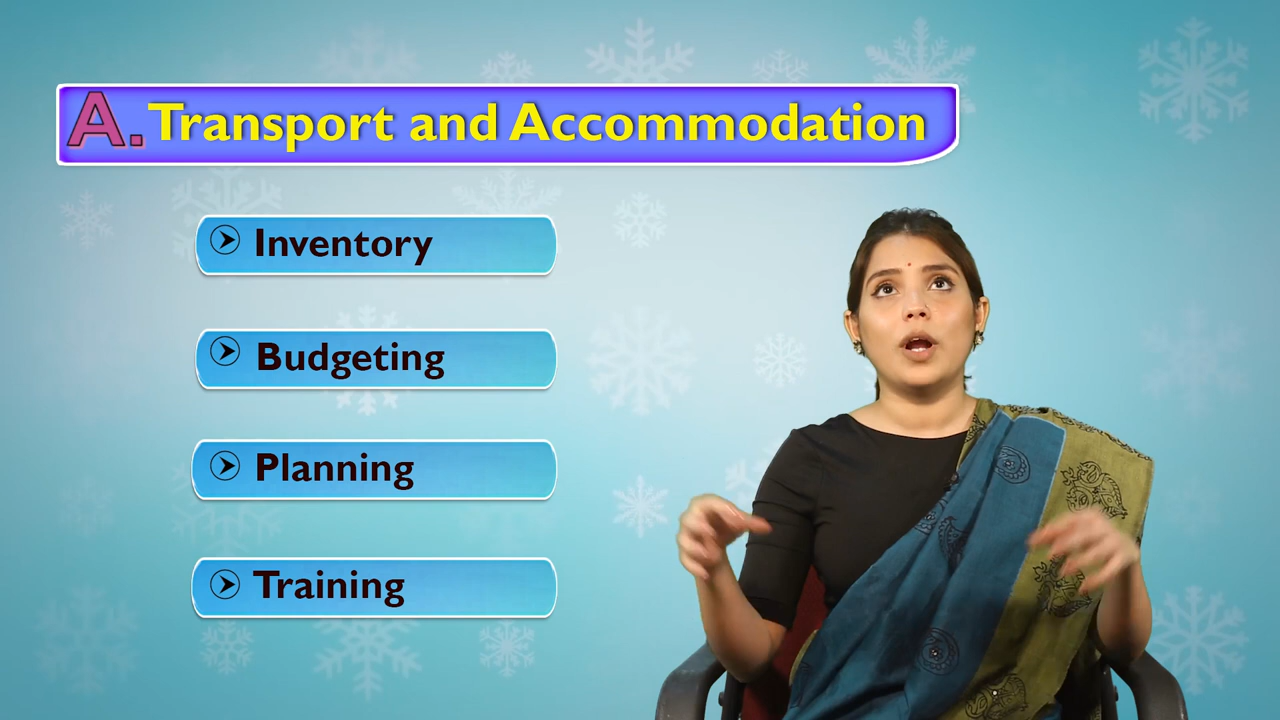 A. Transport and Accommodation
Inventory
Budgeting
Planning
Training